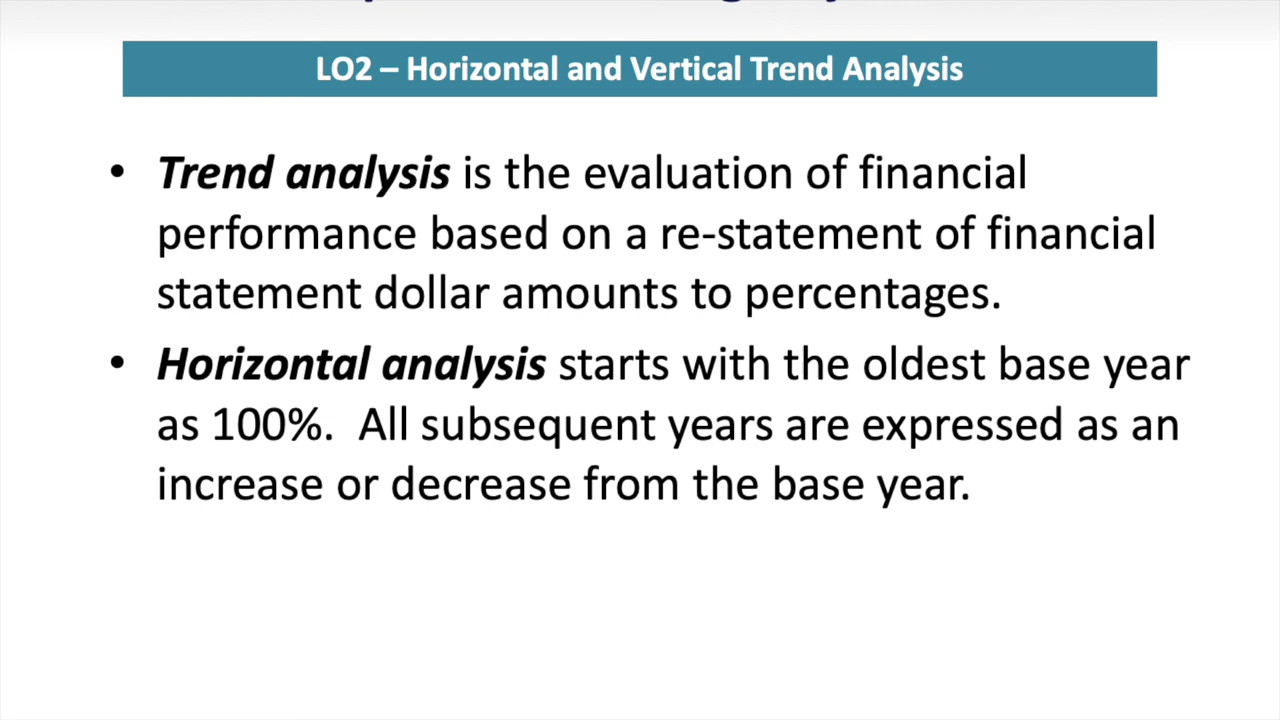 LO2 – Horizontal and Vertical Trend Analysis
• Trend analysis is the evaluation of financial
performance based on a re-statement of financial
statement dollar amounts to percentages.
• Horizontal analysis starts with the oldest base year
as 100%.  All subsequent years are expressed as an
increase or decrease from the base year.